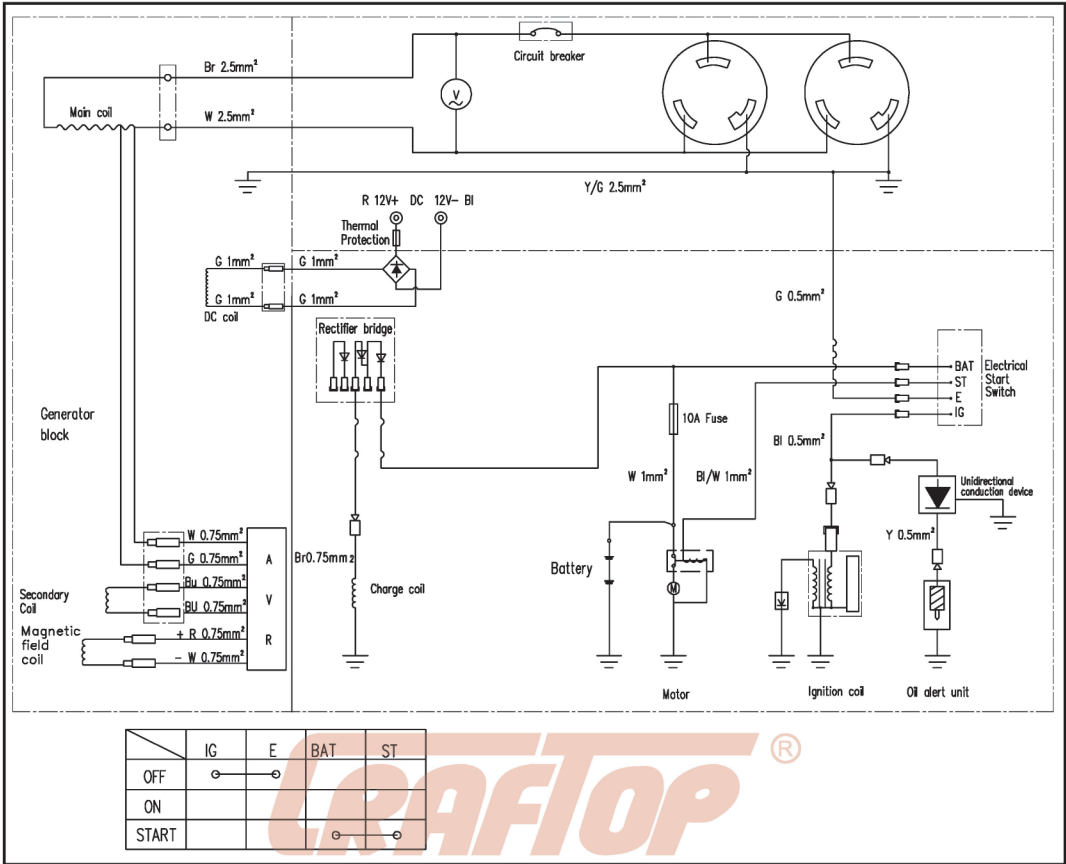 Circuit breaker
Br 2.5mm²
Main coil
V
W 2.5mm²
Y/G 2.5mm²
R 12V+ DC 12V- Bl
Thermal
Protection
G 1mm²
G 1mm²
G 1mm²
G 1mm²
DC coil
G 0.5mm²
Rectifier bridge
BAT
ST
E
IG
Electrical
Start
Switch
Generator
block
10A Fuse
Bl 0.5mm²
W 1mm²
Bl/W 1mm²
Unidirectional
conduction device
Y 0.5mm²
W 0.75mm²
G 0.75mm²
Bu 0.75mm²
BU 0.75mm²
+ R 0.75mm²
- W 0.75mm²
A
V
R
Secondary
Coil
Magnetic
field
coil
Br0.75mm2
Charge coil
Battery
M
Motor
Ignition coil
Oil alert unit
IG E BAT ST
OFF
ON
START
CRAFTOP ®